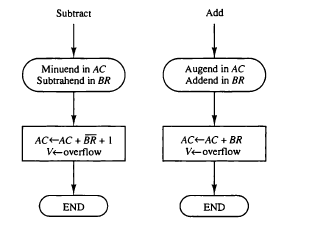 Subtract
Minuend in AC
Subtrahend in BR
AC←AC + B̅R̅ + 1
V←overflow
END
Add
Augend in AC
Addend in BR
AC←AC + BR
V←overflow
END